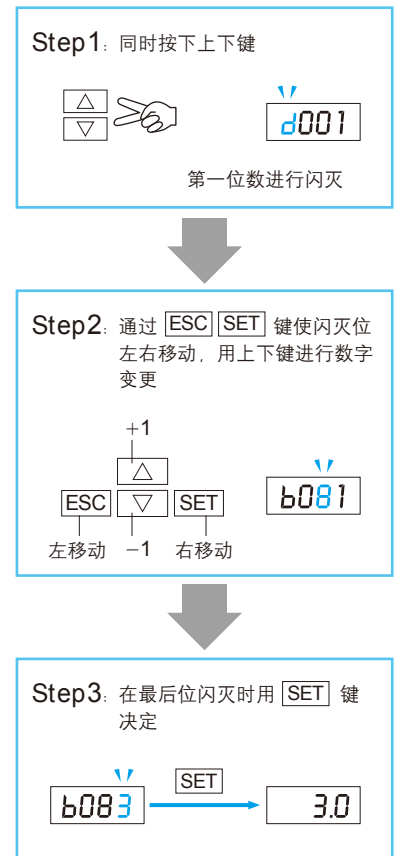 Step1: 同时按下上下键
△
▽
d001
第一位数进行闪灭
Step2: 通过 ESC SET 键使闪灭位
左右移动，用上下键进行数字
变更
+1
△
ESC ▽ SET
b081
左移动 −1 右移动
Step3: 在最后位闪灭时用 SET 键
决定
SET
b083 3.0